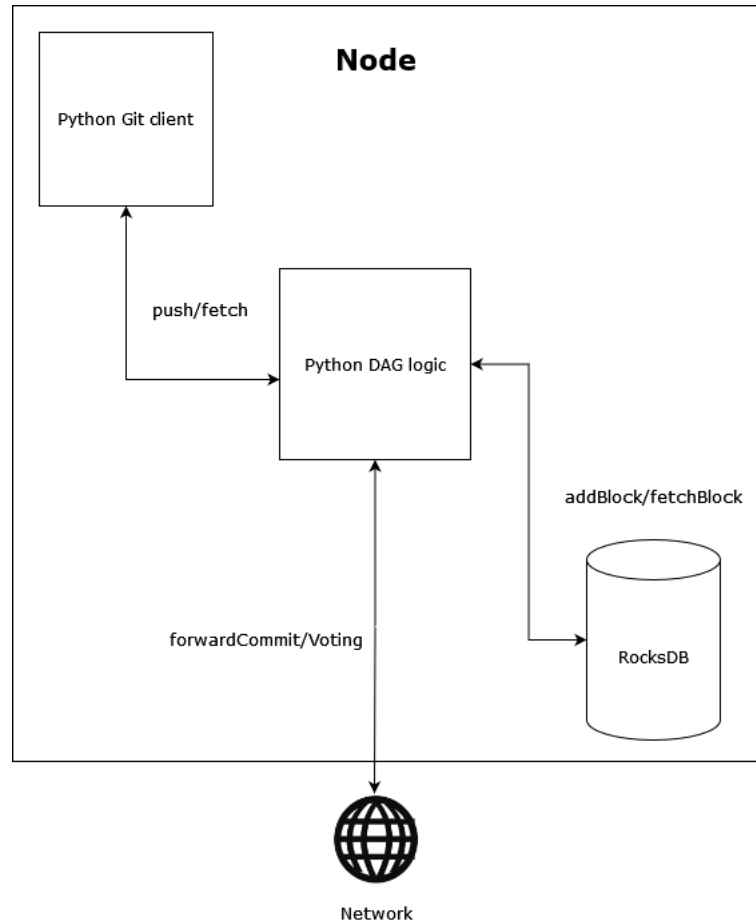 Node
Python Git client
push/fetch
Python DAG logic
addBlock/fetchBlock
forwardCommit/Voting
RocksDB
Network